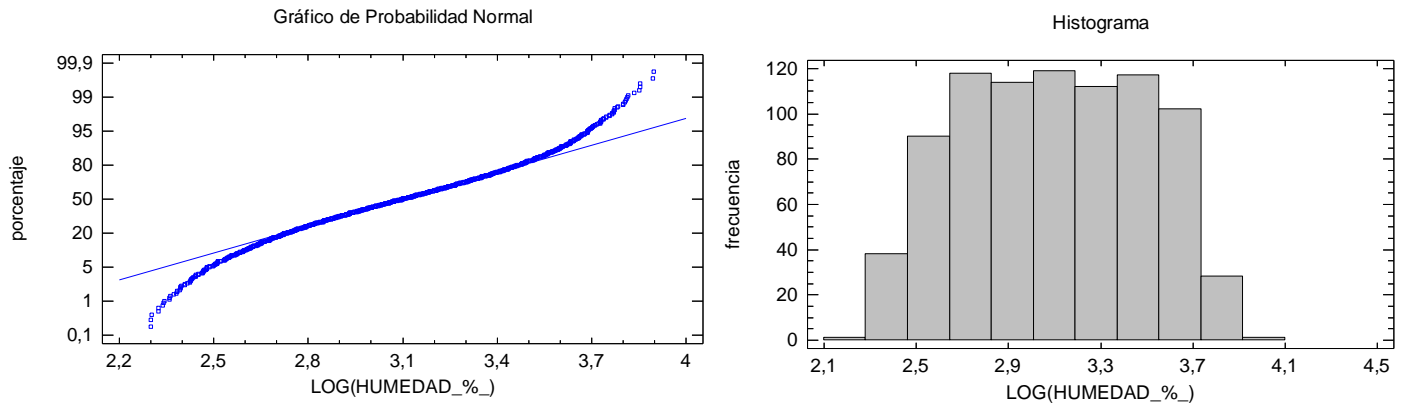 Gráfico de Probabilidad Normal
porcentaje
99,9
99
95
80
50
20
5
1
0,1
2,2 2,5 2,8 3,1 3,4 3,7 4
LOG(HUMEDAD_%_)
Histograma
frecuencia
120
100
80
60
40
20
0
2,1 2,5 2,9 3,3 3,7 4,1 4,5
LOG(HUMEDAD_%_)